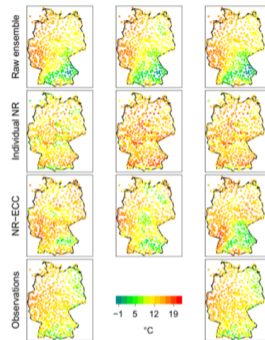 Raw ensemble
Individual NR
NR−ECC
Observations
−1 5 12 19
°C